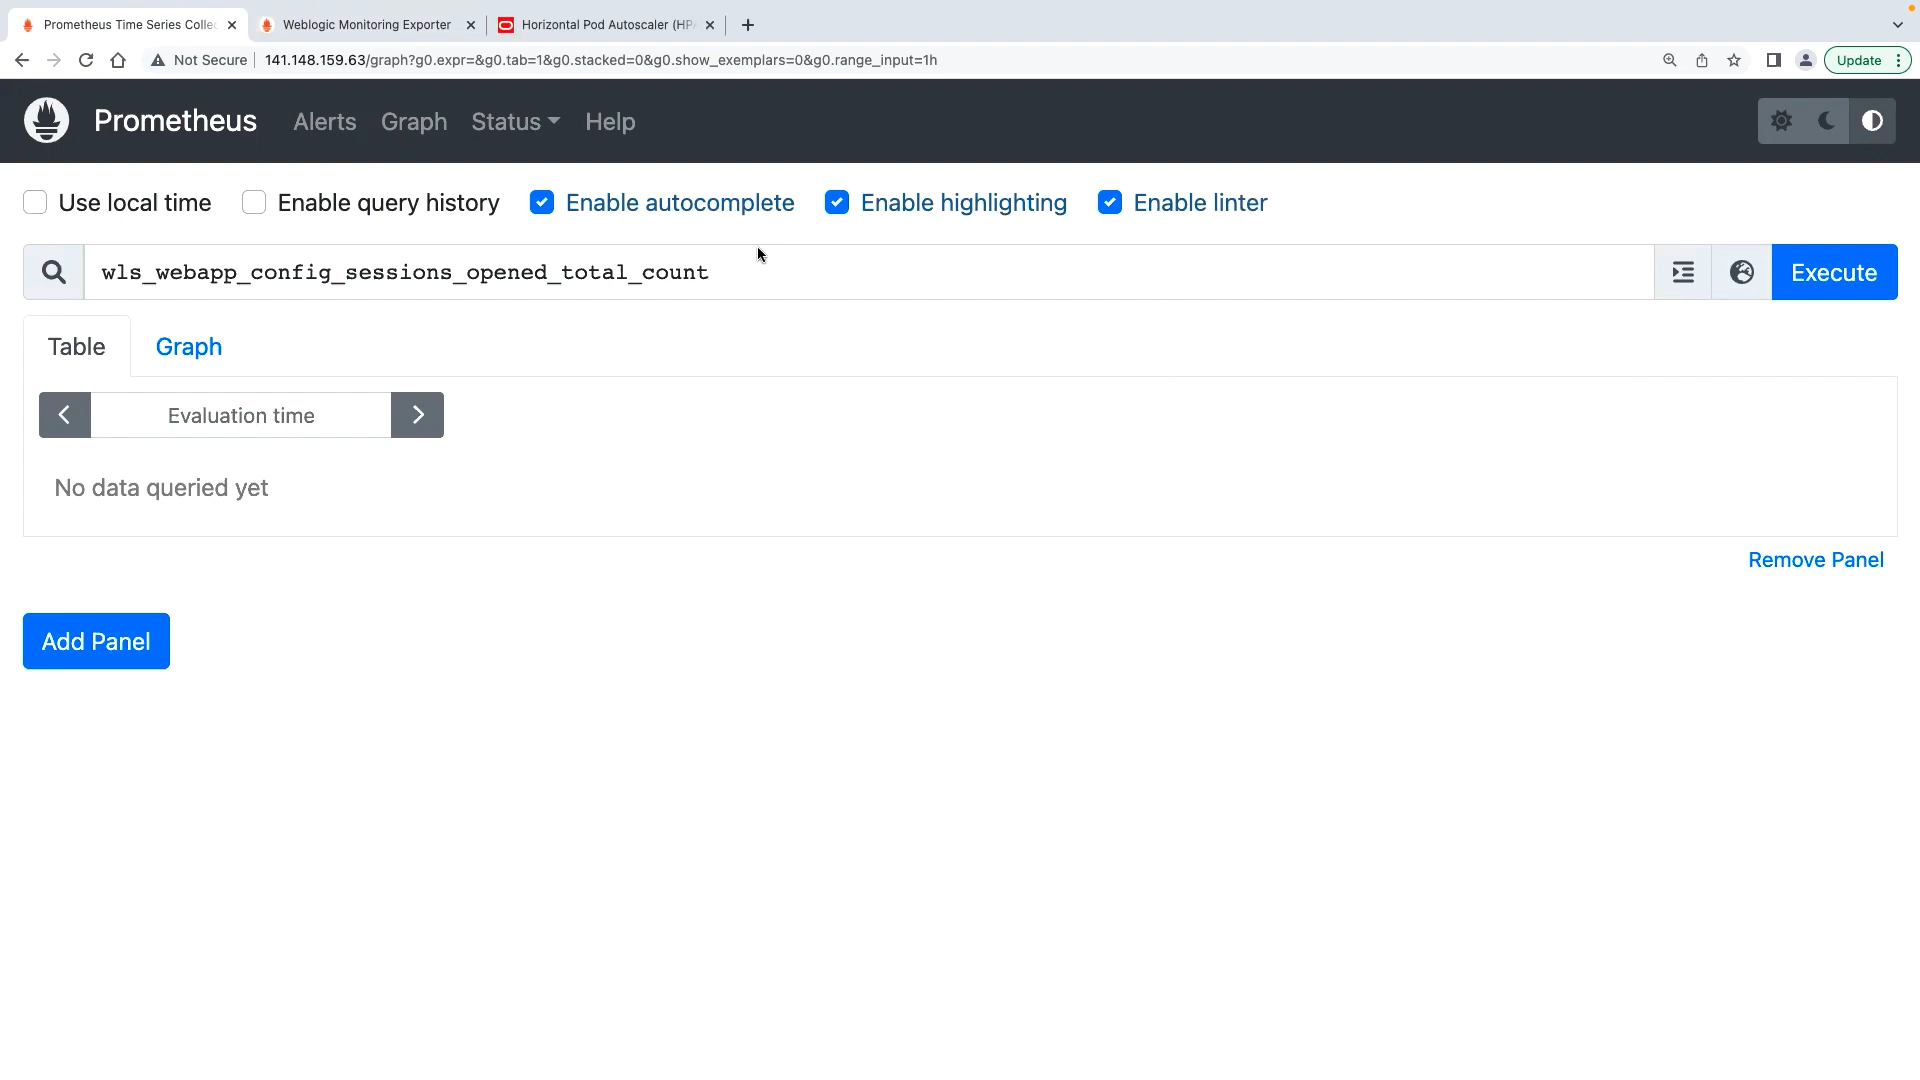 Prometheus Time Series Collec
Weblogic Monitoring Exporter
Horizontal Pod Autoscaler (HPA
Not Secure
141.148.159.63/graph?g0.expr=&g0.tab=1&g0.stacked=0&g0.show_exemplars=0&g0.range_input=1h
Update
Prometheus Alerts Graph Status Help
Use local time Enable query history Enable autocomplete Enable highlighting Enable linter
wls_webapp_config_sessions_opened_total_count
Execute
Table Graph
Evaluation time
No data queried yet
Remove Panel
Add Panel